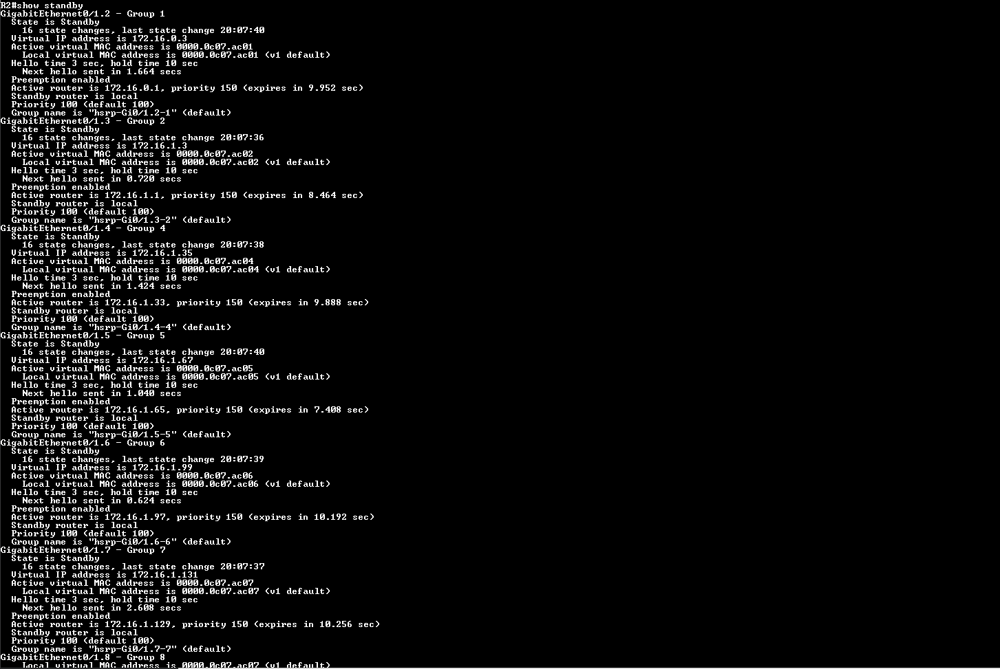 R2#show standby
GigabitEthernet0/1.2 - Group 1
  State is Standby
    16 state changes, last state change 20:07:40
  Virtual IP address is 172.16.0.3
  Active virtual MAC address is 0000.0c07.ac01
    Local virtual MAC address is 0000.0c07.ac01 (v1 default)
  Hello time 3 sec, hold time 10 sec
    Next hello sent in 1.664 secs
  Preemption enabled
  Active router is 172.16.0.1, priority 150 (expires in 9.952 sec)
  Standby router is local
  Priority 100 (default 100)
  Group name is "hsrp-Gi0/1.2-1" (default)
GigabitEthernet0/1.3 - Group 2
  State is Standby
    16 state changes, last state change 20:07:36
  Virtual IP address is 172.16.1.3
  Active virtual MAC address is 0000.0c07.ac02
    Local virtual MAC address is 0000.0c07.ac02 (v1 default)
  Hello time 3 sec, hold time 10 sec
    Next hello sent in 0.720 secs
  Preemption enabled
  Active router is 172.16.1.1, priority 150 (expires in 8.464 sec)
  Standby router is local
  Priority 100 (default 100)
  Group name is "hsrp-Gi0/1.3-2" (default)
GigabitEthernet0/1.4 - Group 4
  State is Standby
    16 state changes, last state change 20:07:38
  Virtual IP address is 172.16.1.35
  Active virtual MAC address is 0000.0c07.ac04
    Local virtual MAC address is 0000.0c07.ac04 (v1 default)
  Hello time 3 sec, hold time 10 sec
    Next hello sent in 1.424 secs
  Preemption enabled
  Active router is 172.16.1.33, priority 150 (expires in 9.888 sec)
  Standby router is local
  Priority 100 (default 100)
  Group name is "hsrp-Gi0/1.4-4" (default)
GigabitEthernet0/1.5 - Group 5
  State is Standby
    16 state changes, last state change 20:07:40
  Virtual IP address is 172.16.1.67
  Active virtual MAC address is 0000.0c07.ac05
    Local virtual MAC address is 0000.0c07.ac05 (v1 default)
  Hello time 3 sec, hold time 10 sec
    Next hello sent in 1.040 secs
  Preemption enabled
  Active router is 172.16.1.65, priority 150 (expires in 7.408 sec)
  Standby router is local
  Priority 100 (default 100)
  Group name is "hsrp-Gi0/1.5-5" (default)
GigabitEthernet0/1.6 - Group 6
  State is Standby
    16 state changes, last state change 20:07:39
  Virtual IP address is 172.16.1.99
  Active virtual MAC address is 0000.0c07.ac06
    Local virtual MAC address is 0000.0c07.ac06 (v1 default)
  Hello time 3 sec, hold time 10 sec
    Next hello sent in 0.624 secs
  Preemption enabled
  Active router is 172.16.1.97, priority 150 (expires in 10.192 sec)
  Standby router is local
  Priority 100 (default 100)
  Group name is "hsrp-Gi0/1.6-6" (default)
GigabitEthernet0/1.7 - Group 7
  State is Standby
    16 state changes, last state change 20:07:37
  Virtual IP address is 172.16.1.131
  Active virtual MAC address is 0000.0c07.ac07
    Local virtual MAC address is 0000.0c07.ac07 (v1 default)
  Hello time 3 sec, hold time 10 sec
    Next hello sent in 2.608 secs
  Preemption enabled
  Active router is 172.16.1.129, priority 150 (expires in 10.256 sec)
  Standby router is local
  Priority 100 (default 100)
  Group name is "hsrp-Gi0/1.7-7" (default)
GigabitEthernet0/1.8 - Group 8
    Local virtual MAC address is 0000.0c07.ac07 (v1 default)